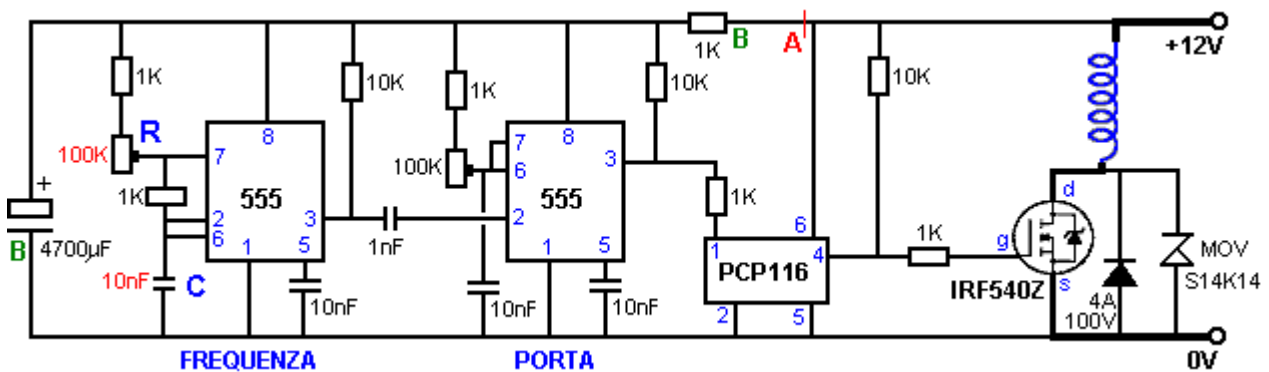 1K B A +12V
1K 10K 1K 10K 10K
R 8 8
100K 7 7 6 3 100K
+ 1K 555 555 1K d
2 3 2 6 g MOV
B 4700µF 6 1 5 1nF 1 5 1 4 1K S14K14
10nF C PCP116 IRF540Z s
10nF 10nF 10nF 2 5 4A
100V
FREQUENZA PORTA 0V